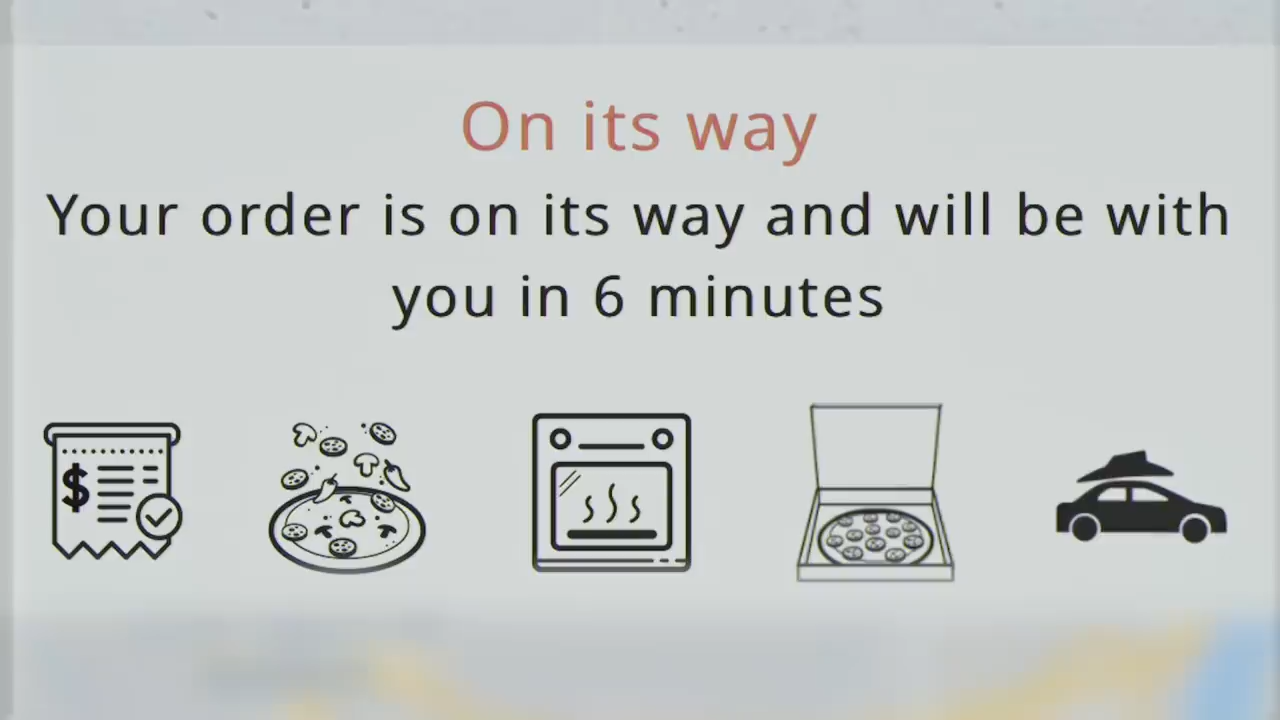 On its way
Your order is on its way and will be with
you in 6 minutes
$